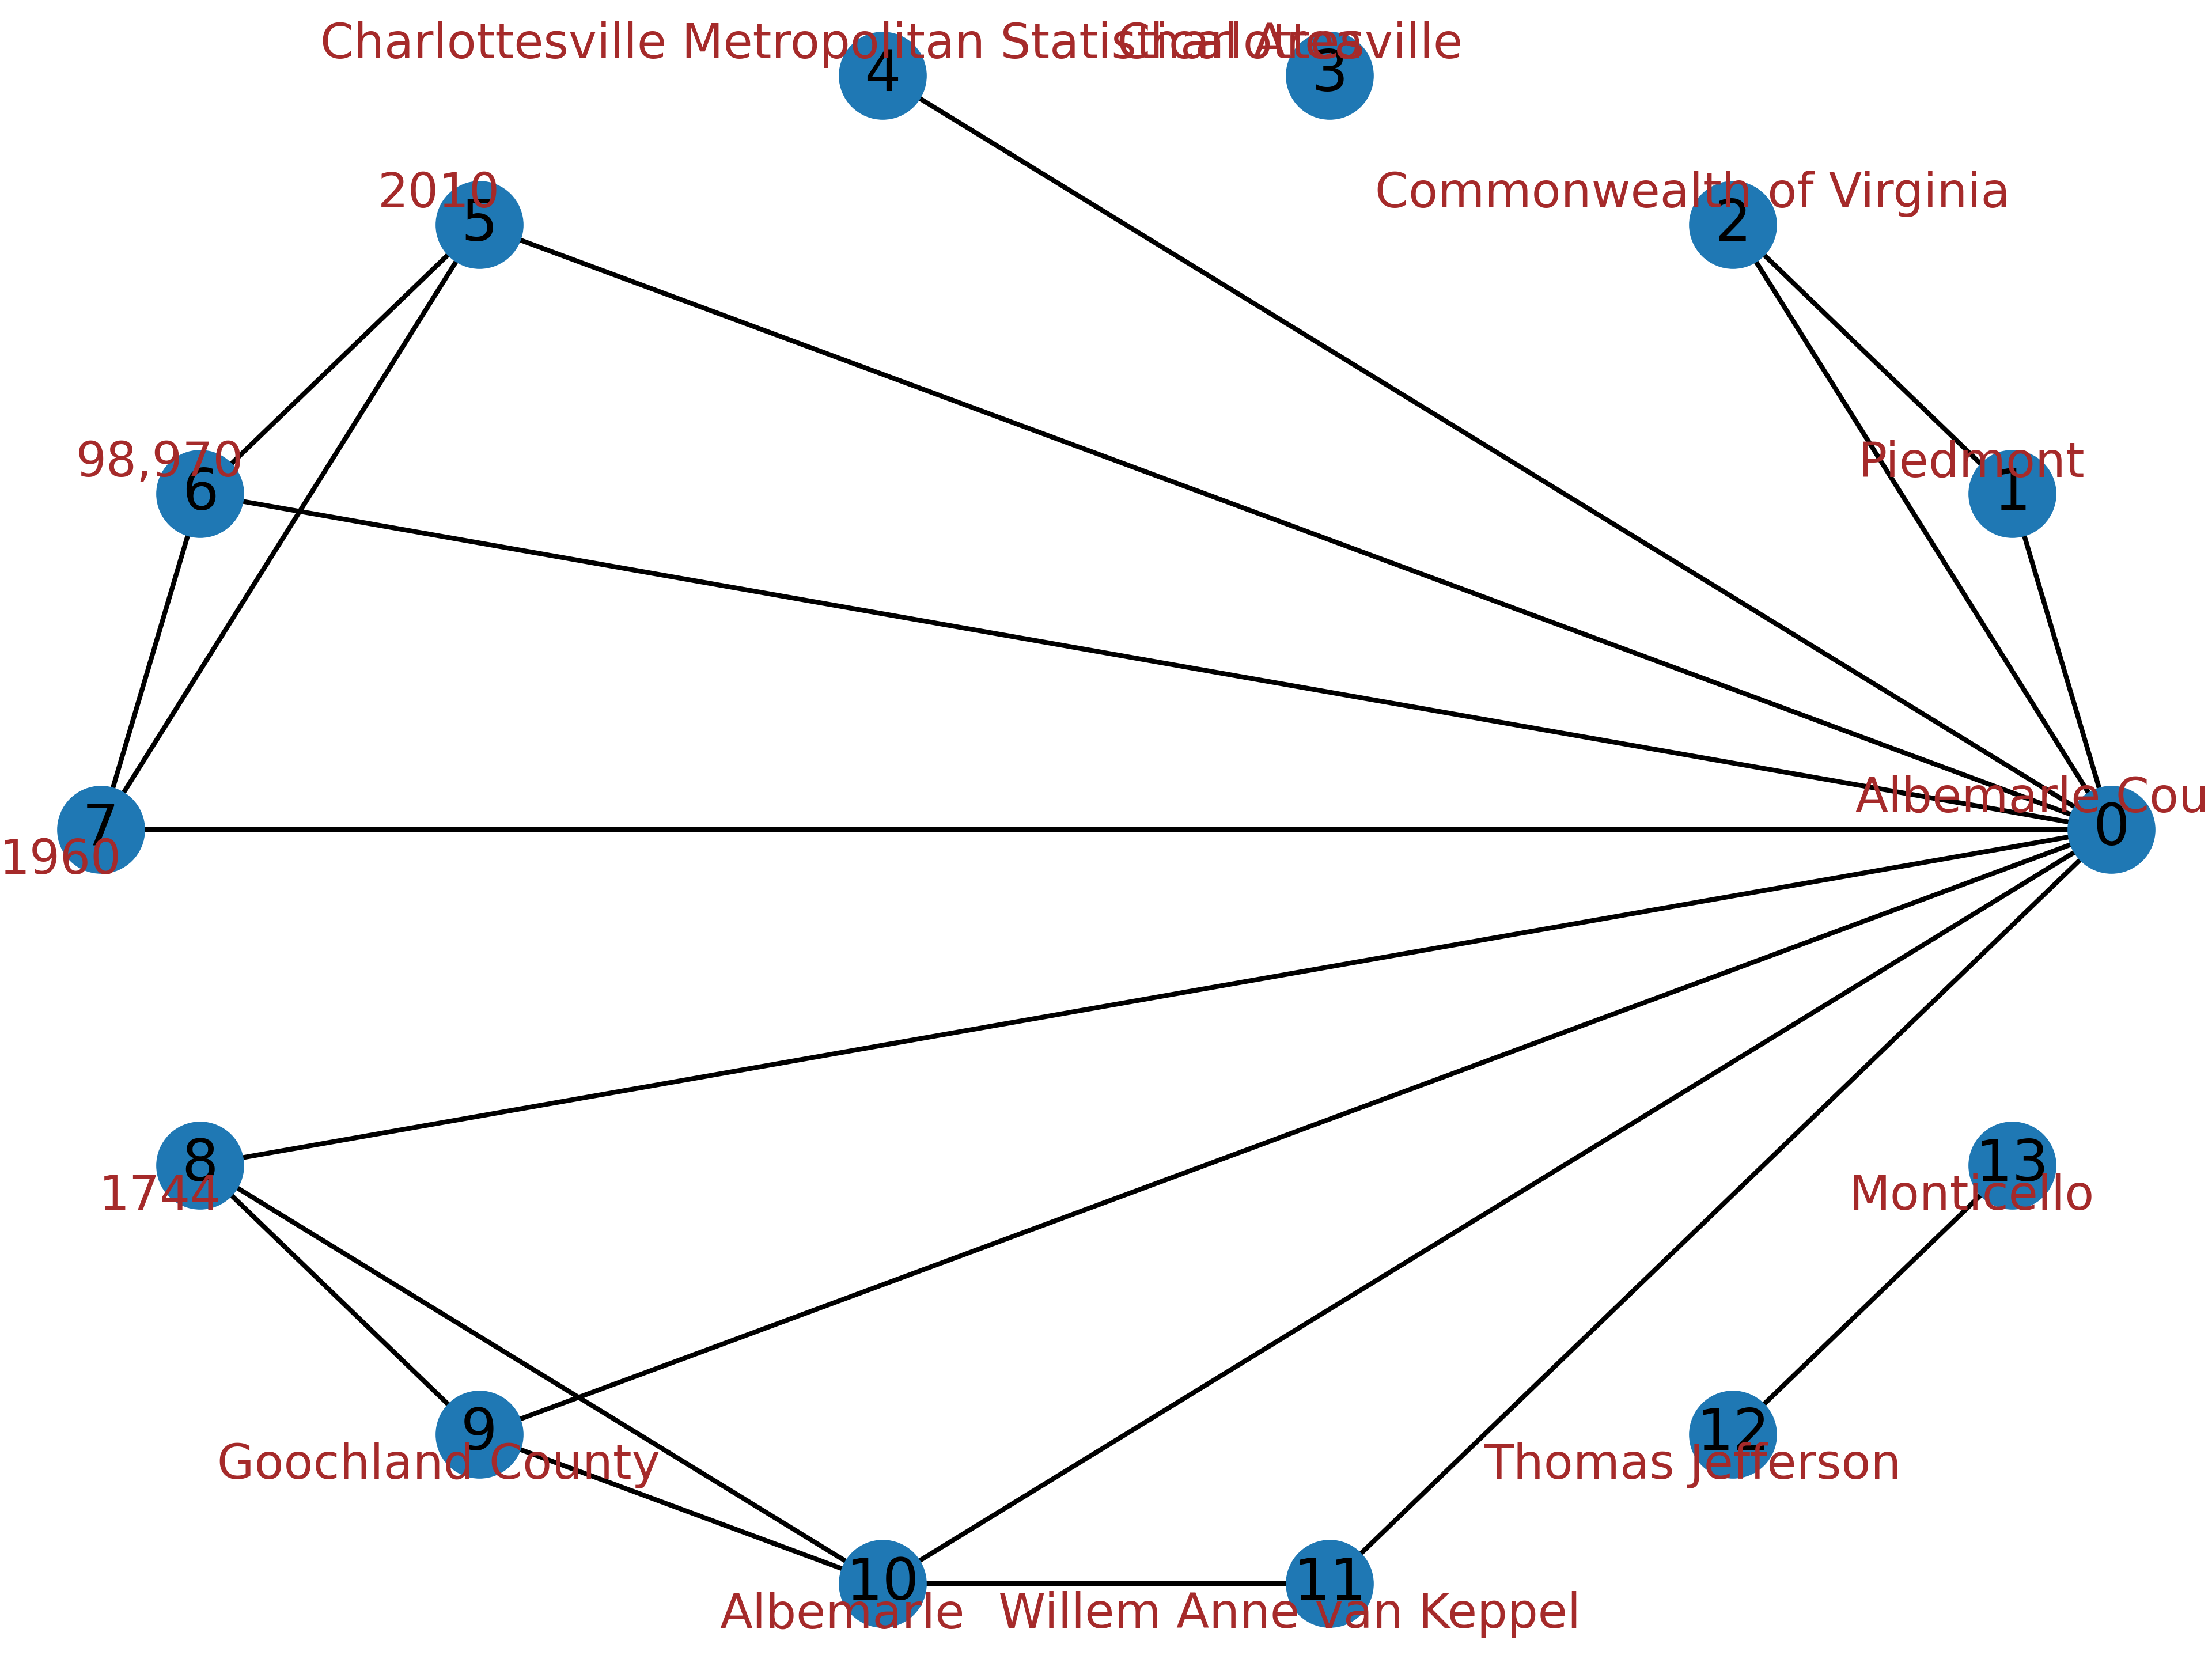 Charlottesville Metropolitan Statistical Area
Charlottesville
4
3
2010
5
Commonwealth of Virginia
2
98,970
6
Piedmont
1
Albemarle Cou
7
0
1960
8
1744
13
Monticello
9
Goochland County
12
Thomas Jefferson
10
Albemarle
11
Willem Anne van Keppel